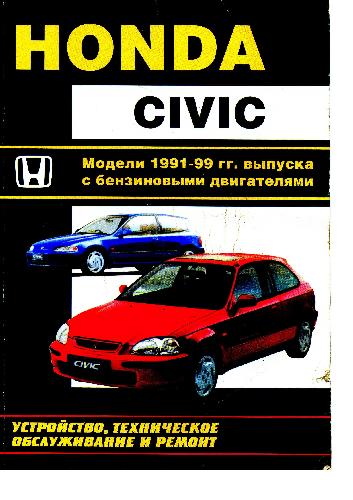 HONDA
CIVIC
Модели 1991-99 гг. выпуска
с бензиновыми двигателями
CIVIC
УСТРОЙСТВО, ТЕХНИЧЕСКОЕ
ОБСЛУЖИВАНИЕ И РЕМОНТ